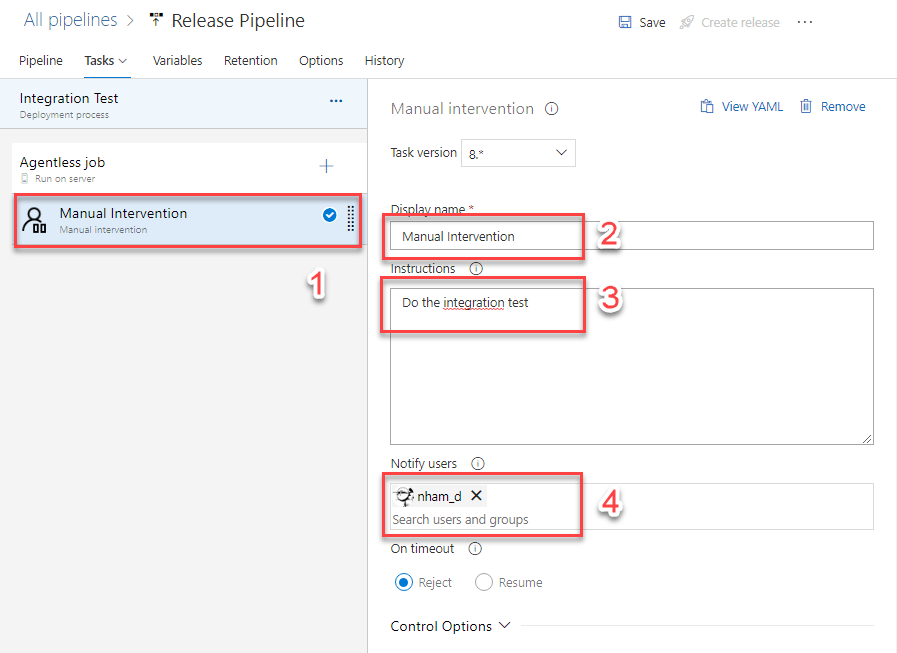 All pipelines > Release Pipeline
Save
Create release
...
Pipeline
Tasks
Variables
Retention
Options
History
Integration Test
Deployment process
...
Agentless job
Run on server
+
Manual Intervention
Manual intervention
1
Manual intervention
View YAML
Remove
Task version
8.*
Display name *
Manual Intervention
2
Instructions
Do the integration test
3
Notify users
nham_d
Search users and groups
4
On timeout
Reject
Resume
Control Options